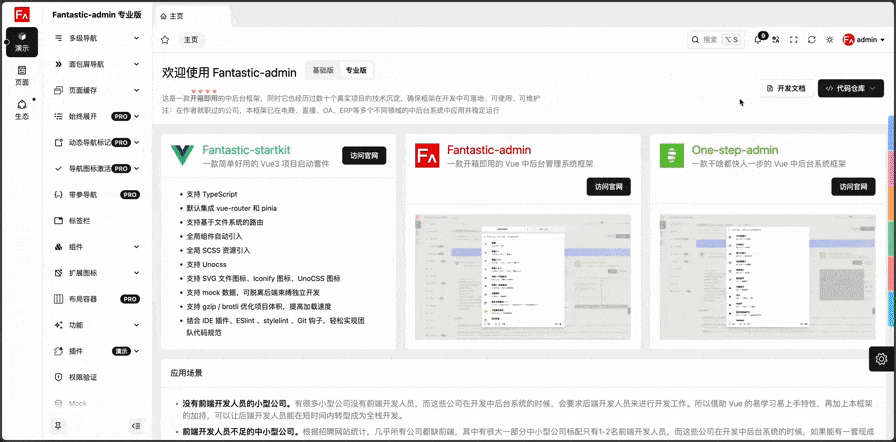 Fantastic-admin 专业版
主页
演示
页面
生态
多级导航
面包屑导航
页面缓存
始终展开 PRO
动态导航标记 PRO
导航图标激活 PRO
带参导航 PRO
标签栏
组件
扩展图标
布局容器 PRO
功能
插件 演示
权限验证
Mock
主页
搜索 ⌥ S
9
admin
欢迎使用 Fantastic-admin 基础版 专业版
这是一款开箱即用的中后台框架，同时它也经历过数十个真实项目的技术沉淀，确保框架在开发中可落地、可使用、可维护
注：在作者就职过的公司，本框架已在电商、直播、OA、ERP等多个不同领域的中后台系统中应用并稳定运行
开发文档
代码仓库
Fantastic-startkit
一款简单好用的 Vue3 项目启动套件
访问官网
• 支持 TypeScript
• 默认集成 vue-router 和 pinia
• 支持基于文件系统的路由
• 全局组件自动引入
• 全局 SCSS 资源引入
• 支持 Unocss
• 支持 SVG 文件图标、Iconify 图标、UnoCSS 图标
• 支持 mock 数据，可脱离后端束缚独立开发
• 支持 gzip / brotli 优化项目体积，提高加载速度
• 结合 IDE 插件、ESlint 、stylelint 、Git 钩子，轻松实现团
队代码规范
Fantastic-admin
一款开箱即用的 Vue 中后台管理系统框架
访问官网
One-step-admin
一款干啥都快人一步的 Vue 中后台系统框架
访问官网
应用场景
• 没有前端开发人员的小型公司。有很多小型公司没有前端开发人员，而这些公司在开发中后台系统的时候，会要求后端开发人员来进行开发工作。所以借助 Vue 的易学习易上手特性，再加上本框架
的加持，可以让后端开发人员能在短时间内转型成为全栈开发。
• 前端开发人员不足的中小型公司。根据招聘网站统计，几乎所有公司都缺前端，其中有很大一部分中小型公司标配只有1-2名前端开发人员，而这些公司在开发中后台系统的时候，如果能有一套现成